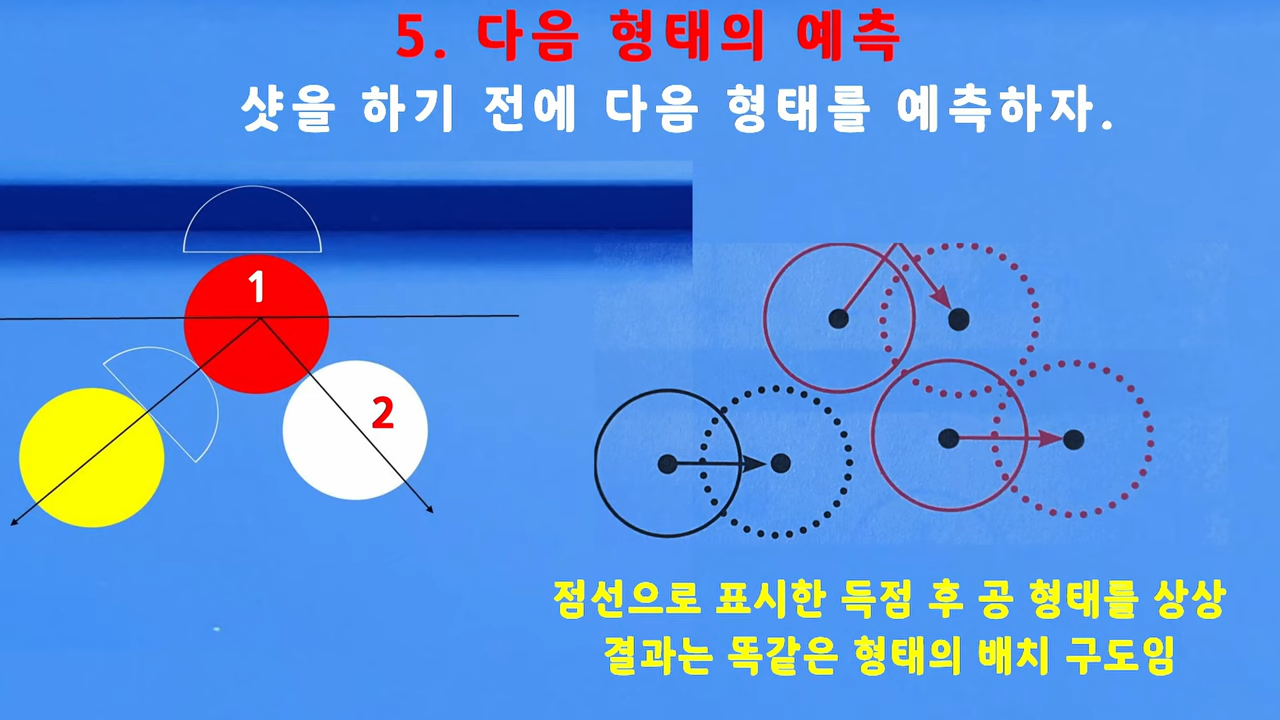 5. 다음 형태의 예측
샷을 하기 전에 다음 형태를 예측하자.
1
2
점선으로 표시한 득점 후 공 형태를 상상
결과는 똑같은 형태의 배치 구도임